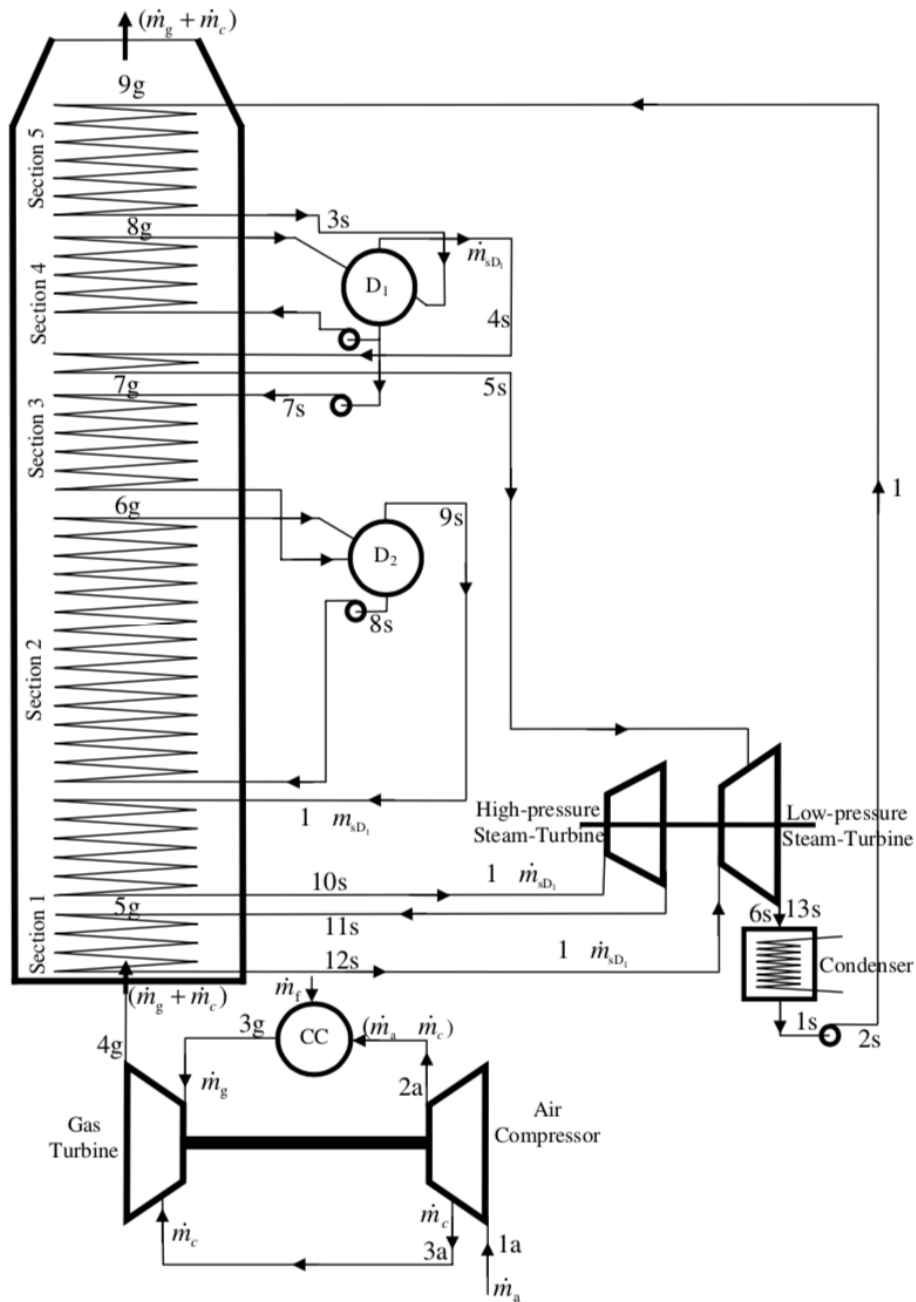 (ṁg + ṁc)
9g
Section 5
3s
8g
ṁsD1
D1
Section 4
4s
7g
5s
7s
Section 3
1
6g
9s
D2
8s
Section 2
High-pressure
Steam-Turbine
Low-pressure
Steam-Turbine
1 msD1
10s
1 ṁsD1
5g
11s
6s
13s
Section 1
12s
1 ṁsD1
Condenser
(ṁg + ṁc)
ṁf
1s
2s
3g
CC
(ṁa ṁc)
4g
ṁg
2a
Gas
Turbine
Air
Compressor
ṁc
ṁc
3a
1a
ṁa